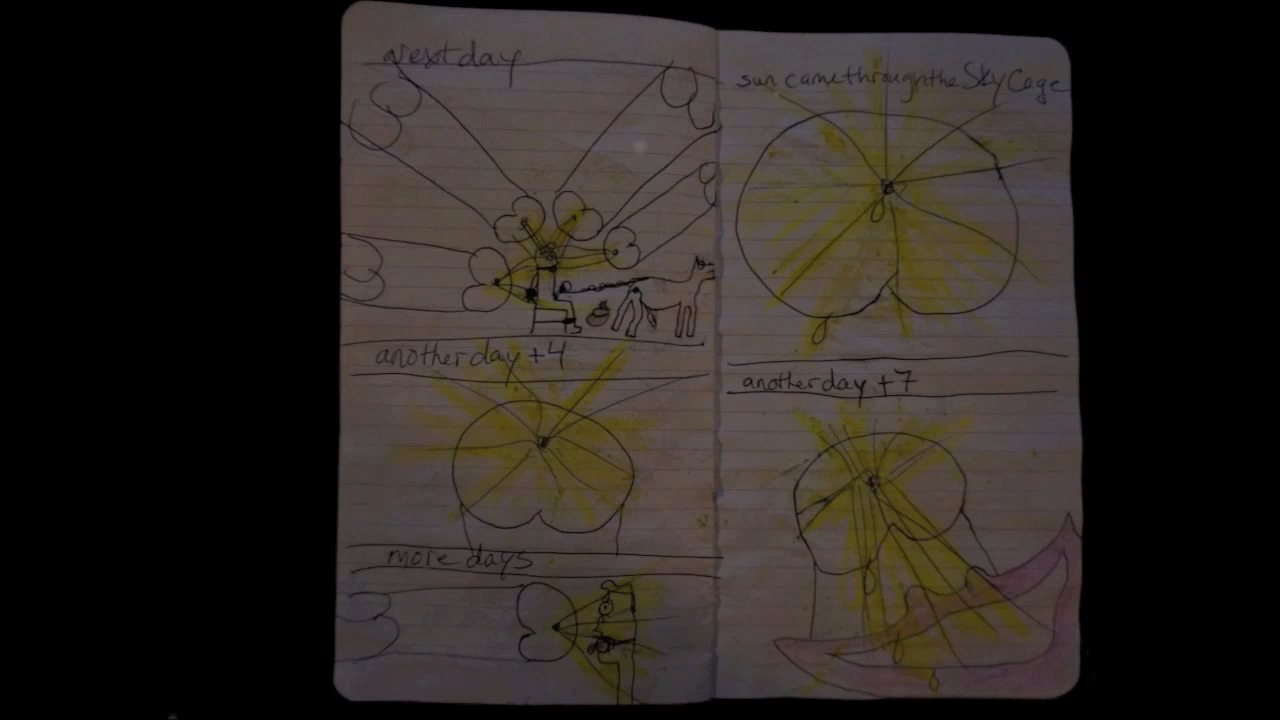 a rest day
another day + 4
more days
sun came through the Sky Cage
another day + 7